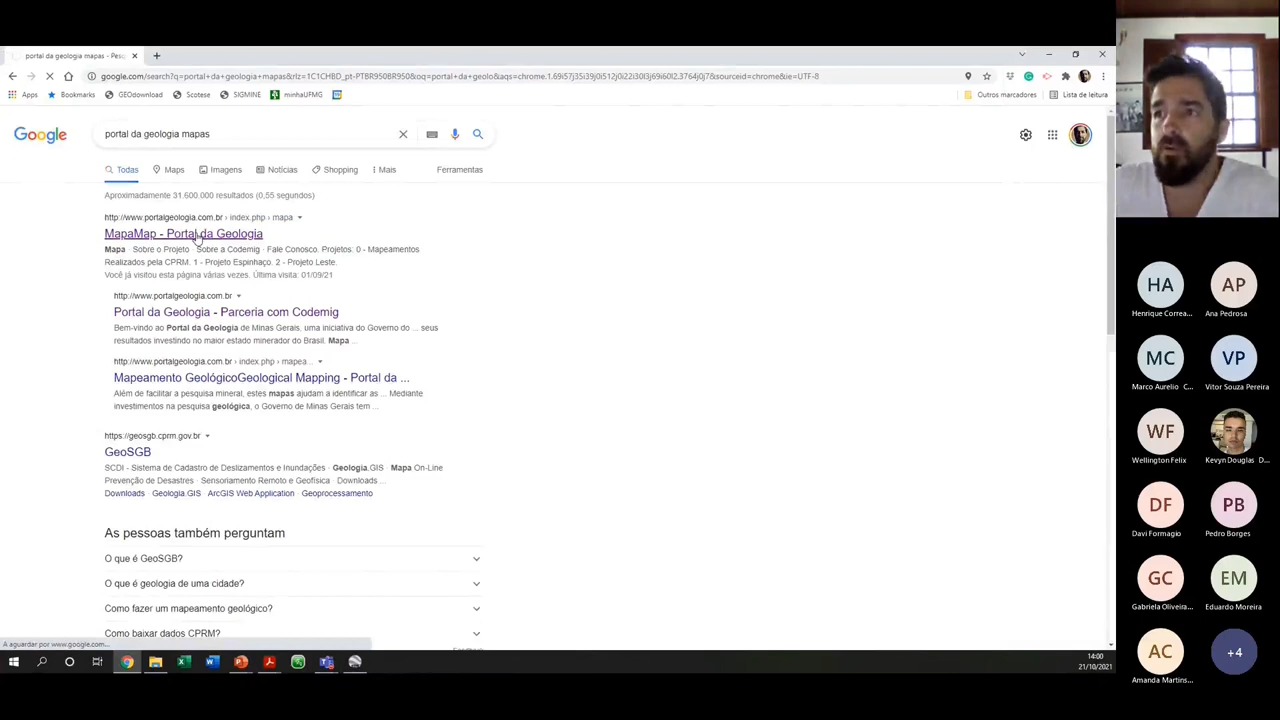 portal da geologia mapas - Pesq
google.com/search?q=portal+da+geologia+mapas&rlz=1C1CHBD_pt-PTBR950BR950&oq=portal+da+geolo&aqs=chrome.1.69i57j35i39j0i512j0i22i30l3j69i60l2.3764j0j7&sourceid=chrome&ie=UTF-8
Apps Bookmarks GEOdownload Scotese SIGMINE minhaUFMG Outros marcadores Lista de leitura
Google portal da geologia mapas
Todas Maps Imagens Notícias Shopping Mais Ferramentas
Aproximadamente 31.600.000 resultados (0,55 segundos)
http://www.portalgeologia.com.br › index.php › mapa
MapaMap - Portal da Geologia
Mapa · Sobre o Projeto · Sobre a Codemig · Fale Conosco. Projetos: 0 - Mapeamentos
Realizados pela CPRM. 1 - Projeto Espinhaço. 2 - Projeto Leste.
Você já visitou esta página várias vezes. Última visita: 01/09/21
http://www.portalgeologia.com.br
Portal da Geologia - Parceria com Codemig
Bem-vindo ao Portal da Geologia de Minas Gerais. uma iniciativa do Governo do ... seus
resultados investindo no maior estado minerador do Brasil. Mapa ...
http://www.portalgeologia.com.br › index.php › mapea...
Mapeamento GeológicoGeological Mapping - Portal da ...
Além de facilitar a pesquisa mineral, estes mapas ajudam a identificar as ... Mediante
investimentos na pesquisa geológica, o Governo de Minas Gerais tem ...
https://geosgb.cprm.gov.br
GeoSGB
SCDI - Sistema de Cadastro de Deslizamentos e Inundações · Geologia.GIS · Mapa On-Line
Prevenção de Desastres · Sensoriamento Remoto e Geofísica · Downloads ...
Downloads · Geologia.GIS · ArcGIS Web Application · Geoprocessamento
As pessoas também perguntam
O que é GeoSGB?
O que é geologia de uma cidade?
Como fazer um mapeamento geológico?
Como baixar dados CPRM?
A aguardar por www.google.com...
14:00
21/10/2021
HA AP
Henrique Correa... Ana Pedrosa
MC VP
Marco Aurelio C... Vitor Souza Pereira
WF
Wellington Felix Kevyn Douglas D...
DF PB
Davi Formagio Pedro Borges
GC EM
Gabriela Oliveira... Eduardo Moreira
AC +4
Amanda Martins...